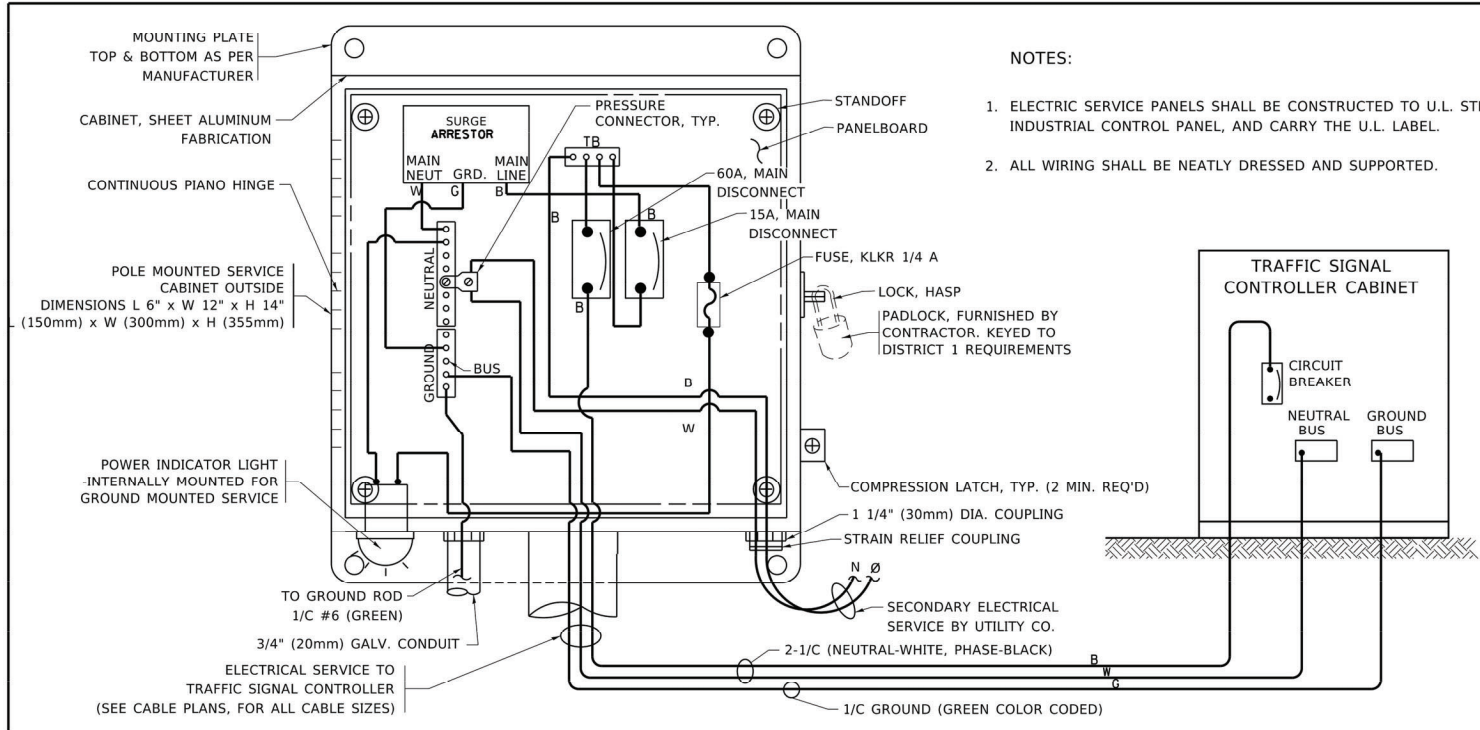 MOUNTING PLATE
TOP & BOTTOM AS PER
MANUFACTURER
CABINET, SHEET ALUMINUM
FABRICATION
CONTINUOUS PIANO HINGE
POLE MOUNTED SERVICE
CABINET OUTSIDE
DIMENSIONS L 6" x W 12" x H 14"
L (150mm) x W (300mm) x H (355mm)
POWER INDICATOR LIGHT
-INTERNALLY MOUNTED FOR
GROUND MOUNTED SERVICE
TO GROUND ROD
1/C #6 (GREEN)
3/4" (20mm) GALV. CONDUIT
ELECTRICAL SERVICE TO
TRAFFIC SIGNAL CONTROLLER
(SEE CABLE PLANS, FOR ALL CABLE SIZES)
SURGE
ARRESTOR
MAIN
NEUT
GRD.
MAIN
LINE
W
G
B
PRESSURE
CONNECTOR, TYP.
TB
B
B
B
NEUTRAL
GROUND
BUS
STANDOFF
PANELBOARD
60A, MAIN
DISCONNECT
15A, MAIN
DISCONNECT
FUSE, KLKR 1/4 A
LOCK, HASP
PADLOCK, FURNISHED BY
CONTRACTOR. KEYED TO
DISTRICT 1 REQUIREMENTS
W
COMPRESSION LATCH, TYP. (2 MIN. REQ'D)
1 1/4" (30mm) DIA. COUPLING
STRAIN RELIEF COUPLING
N Ø
SECONDARY ELECTRICAL
SERVICE BY UTILITY CO.
2-1/C (NEUTRAL-WHITE, PHASE-BLACK)
B
W
G
1/C GROUND (GREEN COLOR CODED)
NOTES:
1. ELECTRIC SERVICE PANELS SHALL BE CONSTRUCTED TO U.L.
INDUSTRIAL CONTROL PANEL, AND CARRY THE U.L. LABEL.
2. ALL WIRING SHALL BE NEATLY DRESSED AND SUPPORTED.
TRAFFIC SIGNAL
CONTROLLER CABINET
CIRCUIT
BREAKER
NEUTRAL
BUS
GROUND
BUS